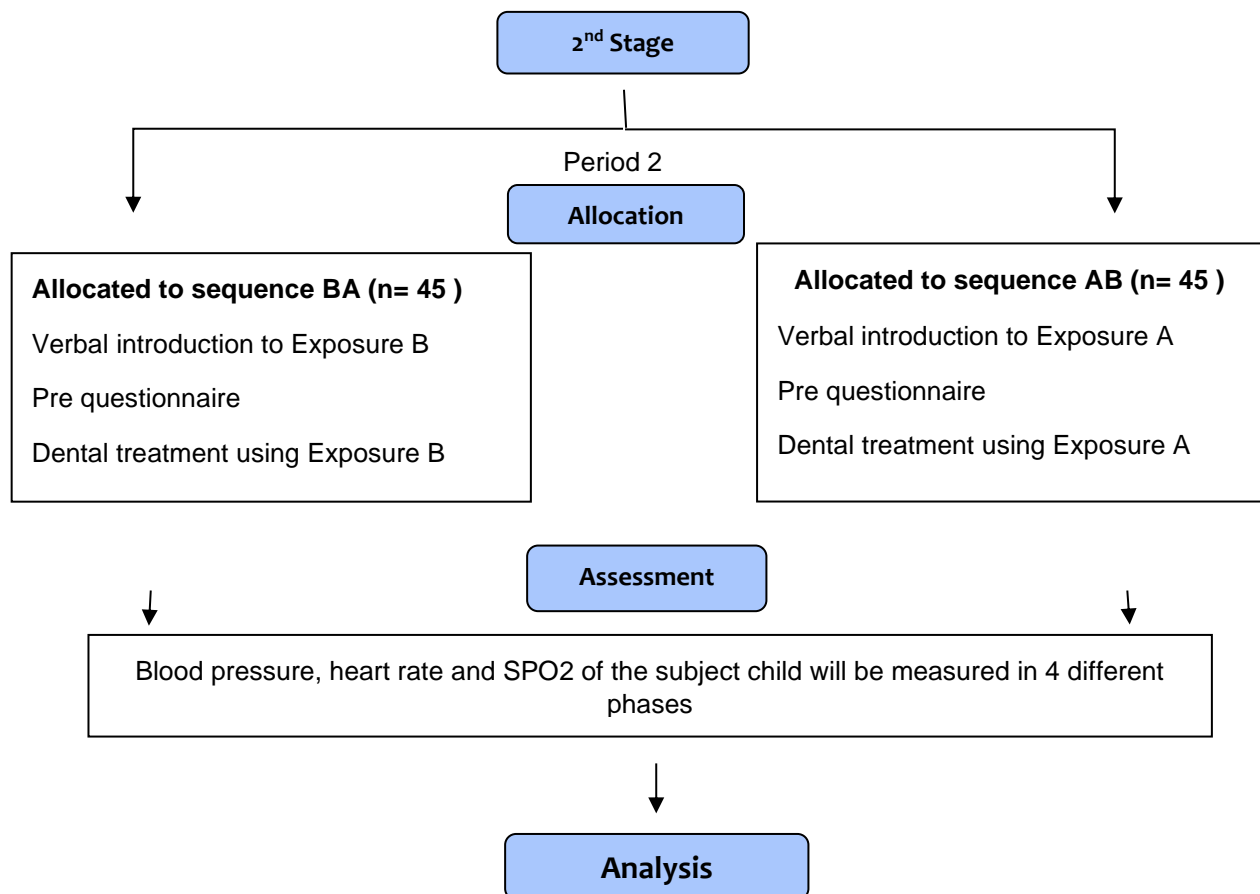 2nd Stage
Period 2
Allocation
Allocated to sequence BA (n= 45 )
Verbal introduction to Exposure B
Pre questionnaire
Dental treatment using Exposure B
Allocated to sequence AB (n= 45 )
Verbal introduction to Exposure A
Pre questionnaire
Dental treatment using Exposure A
Assessment
Blood pressure, heart rate and SPO2 of the subject child will be measured in 4 different
phases
Analysis